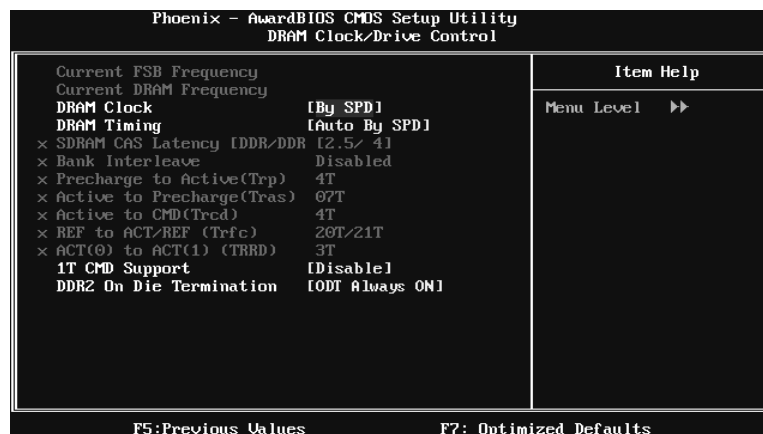 Phoenix - AwardBIOS CMOS Setup Utility
DRAM Clock/Drive Control
Current FSB Frequency
Current DRAM Frequency
DRAM Clock [By SPD]
DRAM Timing [Auto By SPD]
x SDRAM CAS Latency [DDR/DDR [2.5/ 4]
x Bank Interleave Disabled
x Precharge to Active(Trp) 4T
x Active to Precharge(Tras) 07T
x Active to CMD(Trcd) 4T
x REF to ACT/REF (Trfc) 20T/21T
x ACT(0) to ACT(1) (TRRD) 3T
1T CMD Support [Disable]
DDR2 On Die Termination [ODT Always ON]
Item Help
Menu Level ▶▶
F5:Previous Values F7: Optimized Defaults